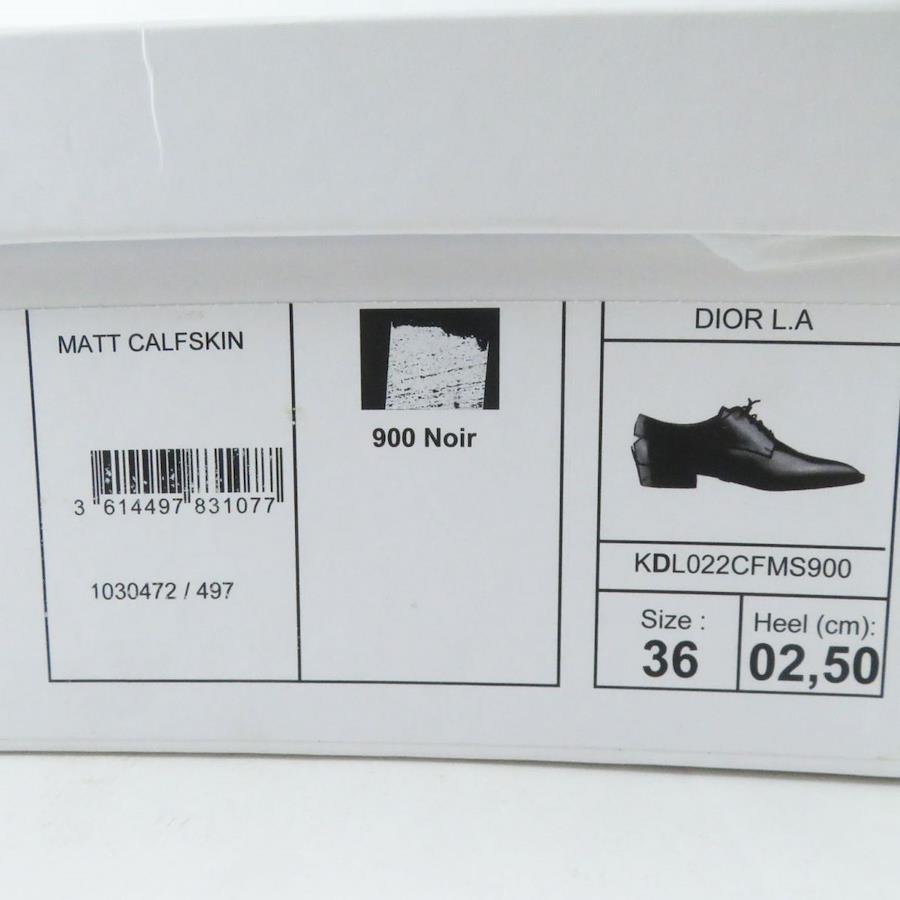 MATT CALFSKIN
3 614497 831077
1030472 / 497
900 Noir
DIOR L.A
KDL022CFMS900
Size :
36
Heel (cm):
02,50